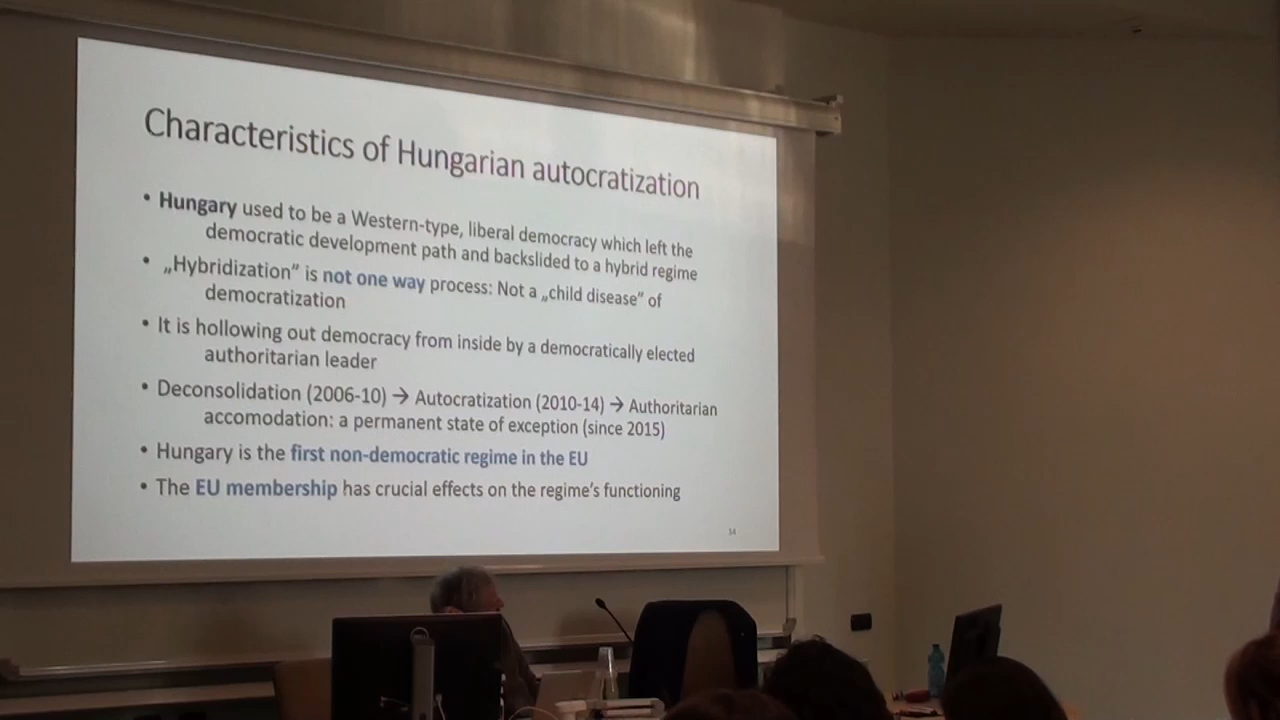 Characteristics of Hungarian autocratization
• Hungary used to be a Western-type, liberal democracy which left the
democratic development path and backslided to a hybrid regime
• „Hybridization” is not one way process: Not a „child disease” of
democratization
• It is hollowing out democracy from inside by a democratically elected
authoritarian leader
• Deconsolidation (2006-10) → Autocratization (2010-14) → Authoritarian
accomodation: a permanent state of exception (since 2015)
• Hungary is the first non-democratic regime in the EU
• The EU membership has crucial effects on the regime’s functioning
14